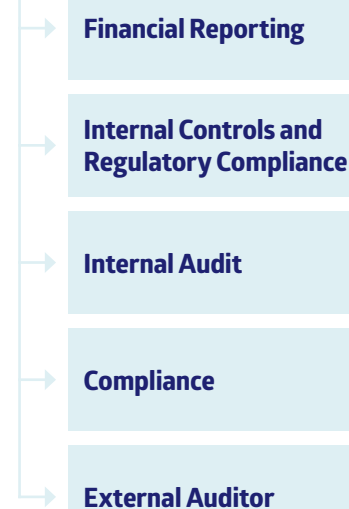 Financial Reporting
Internal Controls and
Regulatory Compliance
Internal Audit
Compliance
External Auditor